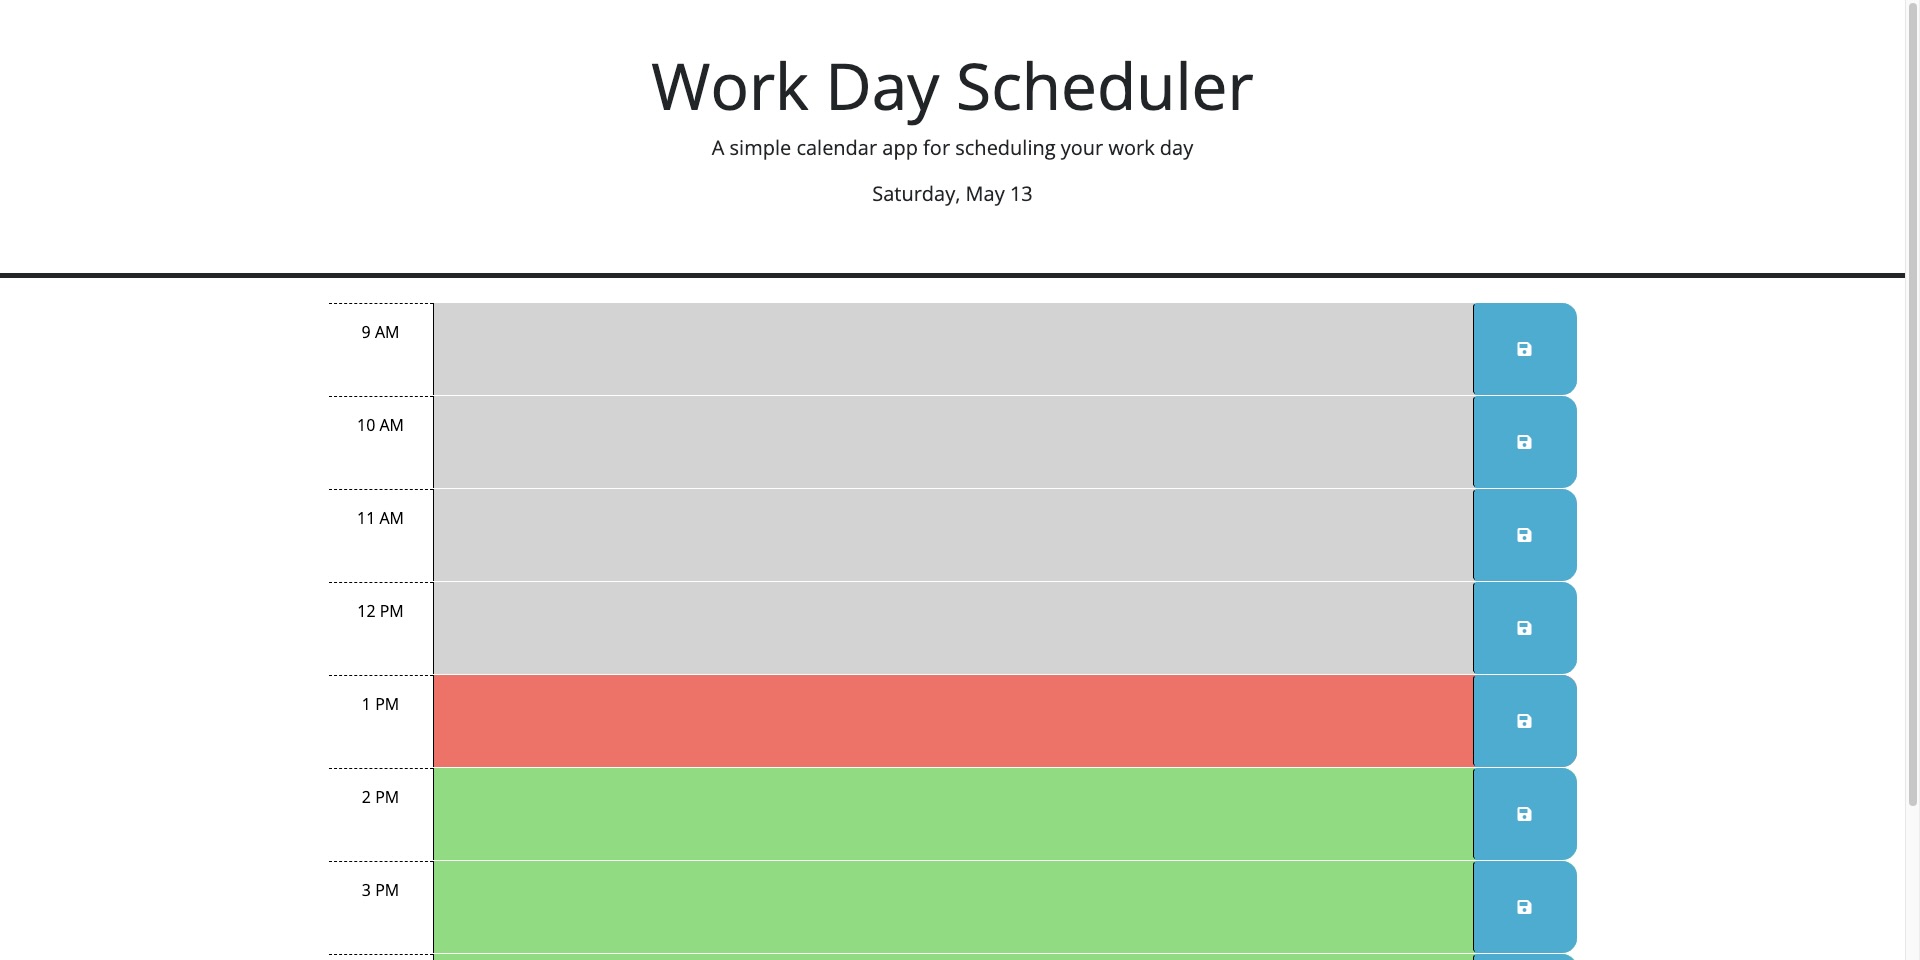 Work Day Scheduler
A simple calendar app for scheduling your work day
Saturday, May 13
9 AM
10 AM
11 AM
12 PM
1 PM
2 PM
3 PM